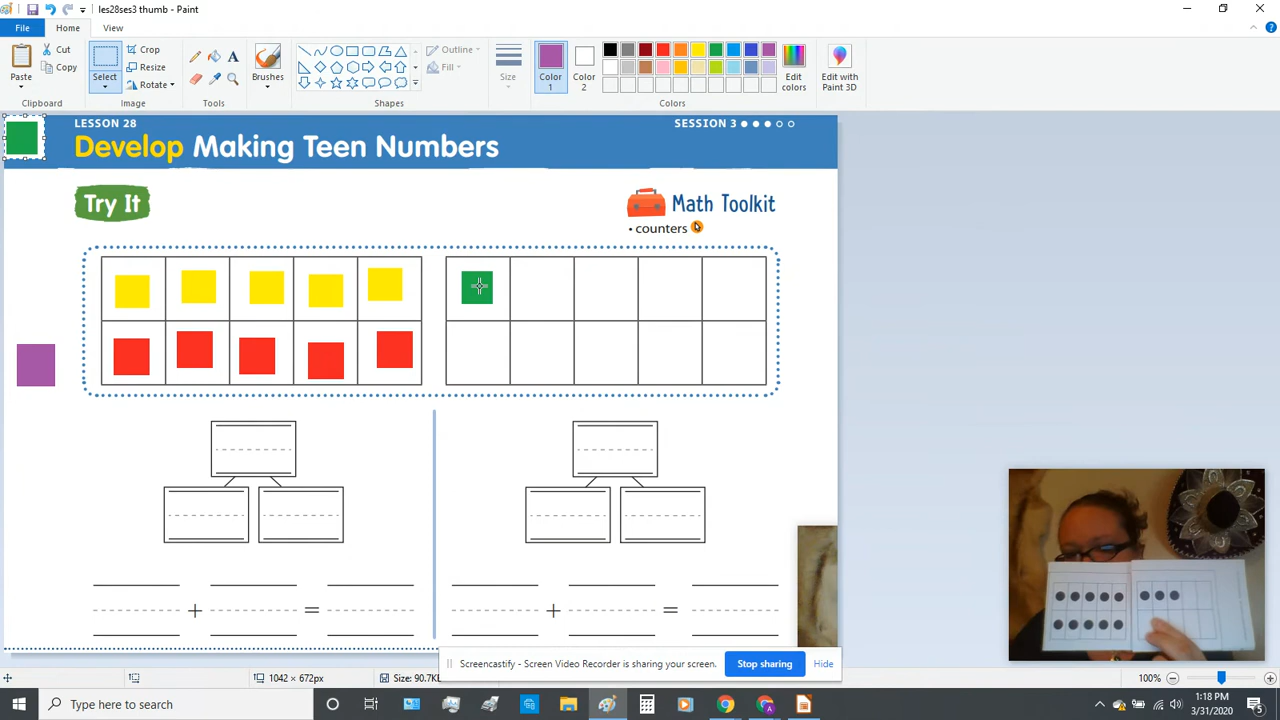 les28ses3 thumb - Paint
File
Home
View
Paste
Cut
Copy
Clipboard
Select
Crop
Resize
Rotate
Image
A
Tools
Brushes
Outline
Fill
Shapes
Size
Color 1
Color 2
Edit colors
Colors
Edit with Paint 3D
LESSON 28
SESSION 3
Develop Making Teen Numbers
Try It
Math Toolkit
• counters
+ =
+ =
Screencastify - Screen Video Recorder is sharing your screen.
Stop sharing
Hide
1042 × 672px
Size: 90.7KB
100%
Type here to search
1:18 PM
3/31/2020
5